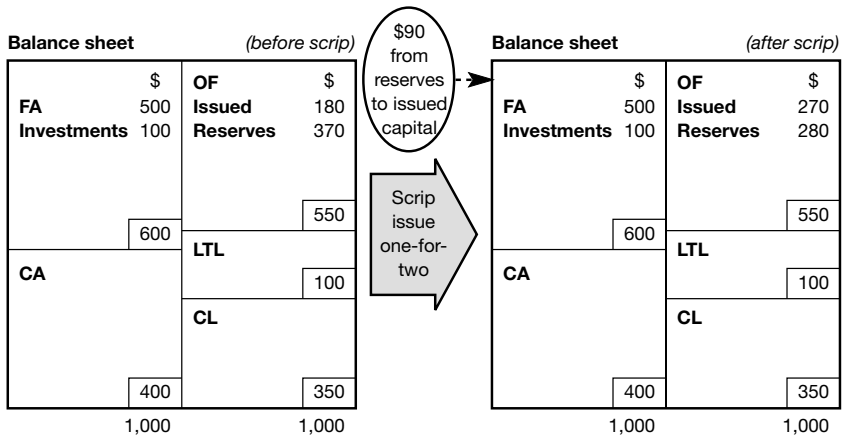 Balance sheet (before scrip)
$
FA 500
Investments 100
600
CA
400
1,000
OF $
Issued 180
Reserves 370
550
LTL
100
CL
350
1,000
$90
from
reserves
to issued
capital
Scrip
issue
one-for-
two
Balance sheet (after scrip)
$
FA 500
Investments 100
600
CA
400
1,000
OF $
Issued 270
Reserves 280
550
LTL
100
CL
350
1,000